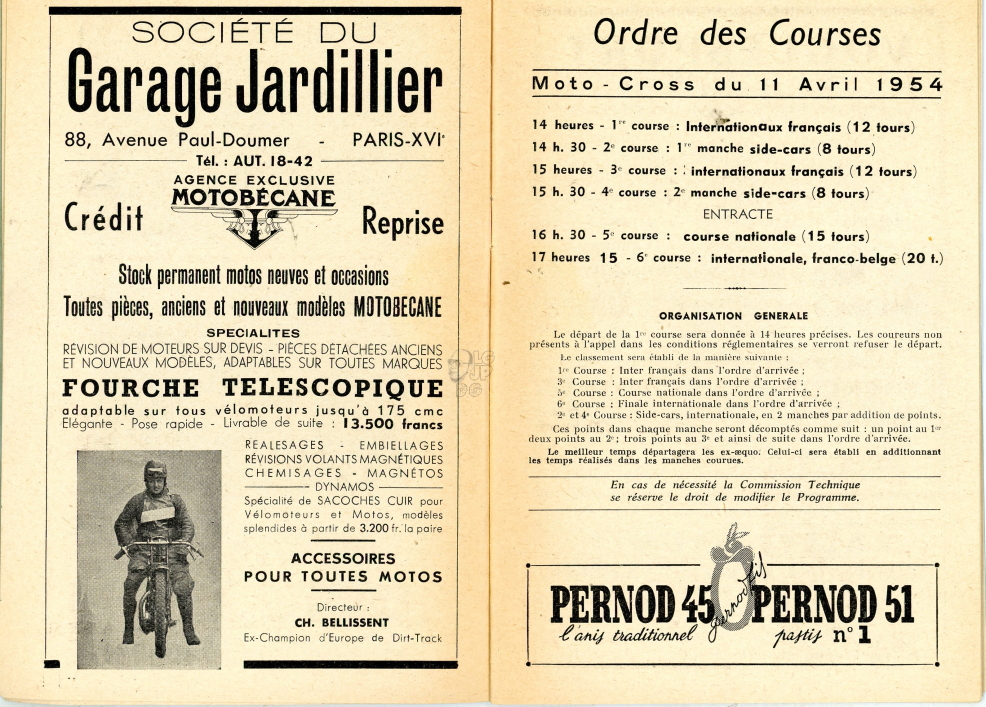 SOCIÉTÉ DU
Garage Jardillier
88, Avenue Paul-Doumer - PARIS-XVIe
Tél. : AUT. 18-42
AGENCE EXCLUSIVE
MOTOBÉCANE
Crédit Reprise
Stock permanent motos neuves et occasions
Toutes pièces, anciens et nouveaux modèles MOTOBECANE
SPECIALITES
RÉVISION DE MOTEURS SUR DEVIS - PIÈCES DÉTACHÉES ANCIENS
ET NOUVEAUX MODÈLES, ADAPTABLES SUR TOUTES MARQUES
FOURCHE TELESCOPIQUE
adaptable sur tous vélomoteurs jusqu'à 175 cmc
Elégante - Pose rapide - Livrable de suite : 13.500 francs
REALESAGES - EMBIELLAGES
RÉVISIONS VOLANTS MAGNÉTIQUES
CHEMISAGES - MAGNÉTOS
DYNAMOS
Spécialité de SACOCHES CUIR pour
Vélomoteurs et Motos, modèles
splendides à partir de 3.200 fr. la paire
ACCESSOIRES
POUR TOUTES MOTOS
Directeur :
CH. BELLISSENT
Ex-Champion d'Europe de Dirt-Track
Ordre des Courses
Moto-Cross du 11 Avril 1954
14 heures - 1re course : Internationaux français (12 tours)
14 h. 30 - 2e course : 1re manche side-cars (8 tours)
15 heures - 3e course : internationaux français (12 tours)
15 h. 30 - 4e course : 2e manche side-cars (8 tours)
ENTRACTE
16 h. 30 - 5e course : course nationale (15 tours)
17 heures 15 - 6e course : internationale, franco-belge (20 t.)
ORGANISATION GENERALE
Le départ de la 1re course sera donnée à 14 heures précises. Les coureurs non
présents à l'appel dans les conditions réglementaires se verront refuser le départ.
Le classement sera établi de la manière suivante :
1re Course : Inter français dans l'ordre d'arrivée ;
3e Course : Inter français dans l'ordre d'arrivée ;
5e Course : Course nationale dans l'ordre d'arrivée ;
6e Course : Finale internationale dans l'ordre d'arrivée ;
2e et 4e Course : Side-cars, internationale, en 2 manches par addition de points.
Ces points dans chaque manche seront décomptés comme suit : un point au 1er
deux points au 2e ; trois points au 3e et ainsi de suite dans l'ordre d'arrivée.
Le meilleur temps départagera les ex-æquo. Celui-ci sera établi en additionnant
les temps réalisés dans les manches courues.
En cas de nécessité la Commission Technique
se réserve le droit de modifier le Programme.
PERNOD 45 pernod fils PERNOD 51
l'anis traditionnel pastis n° 1